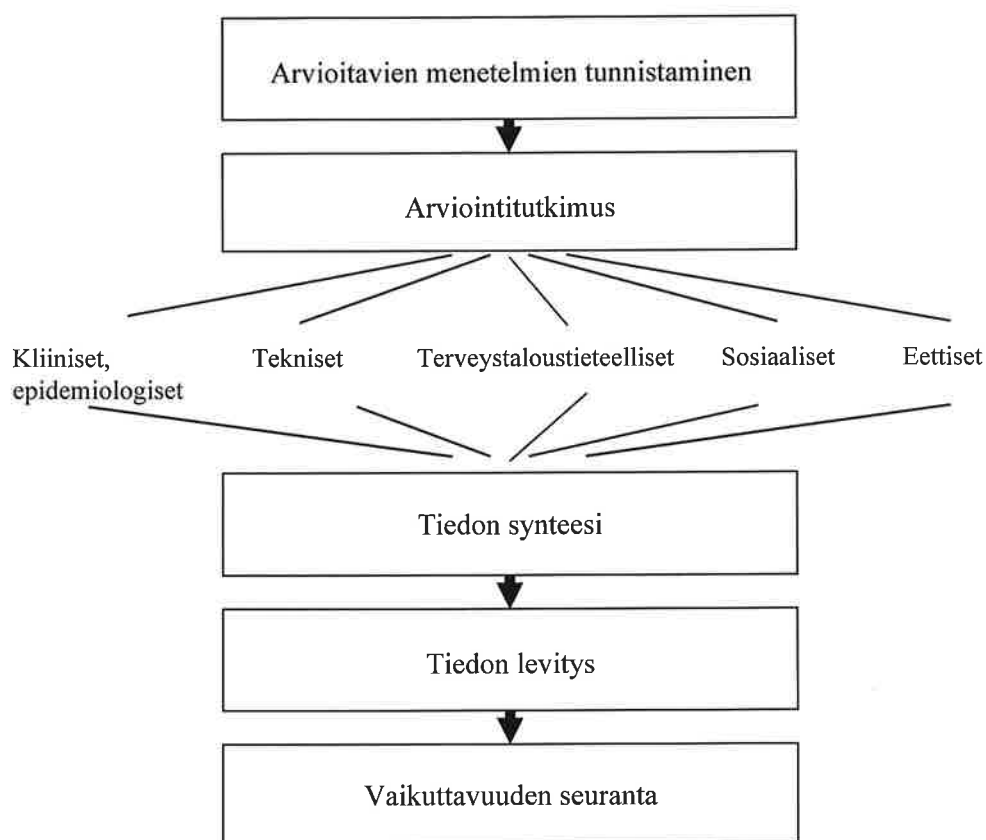 Arvioitavien menetelmien tunnistaminen
Arviointitutkimus
Kliiniset,
epidemiologiset
Tekniset
Terveystaloustieteelliset
Sosiaaliset
Eettiset
Tiedon synteesi
Tiedon levitys
Vaikuttavuuden seuranta